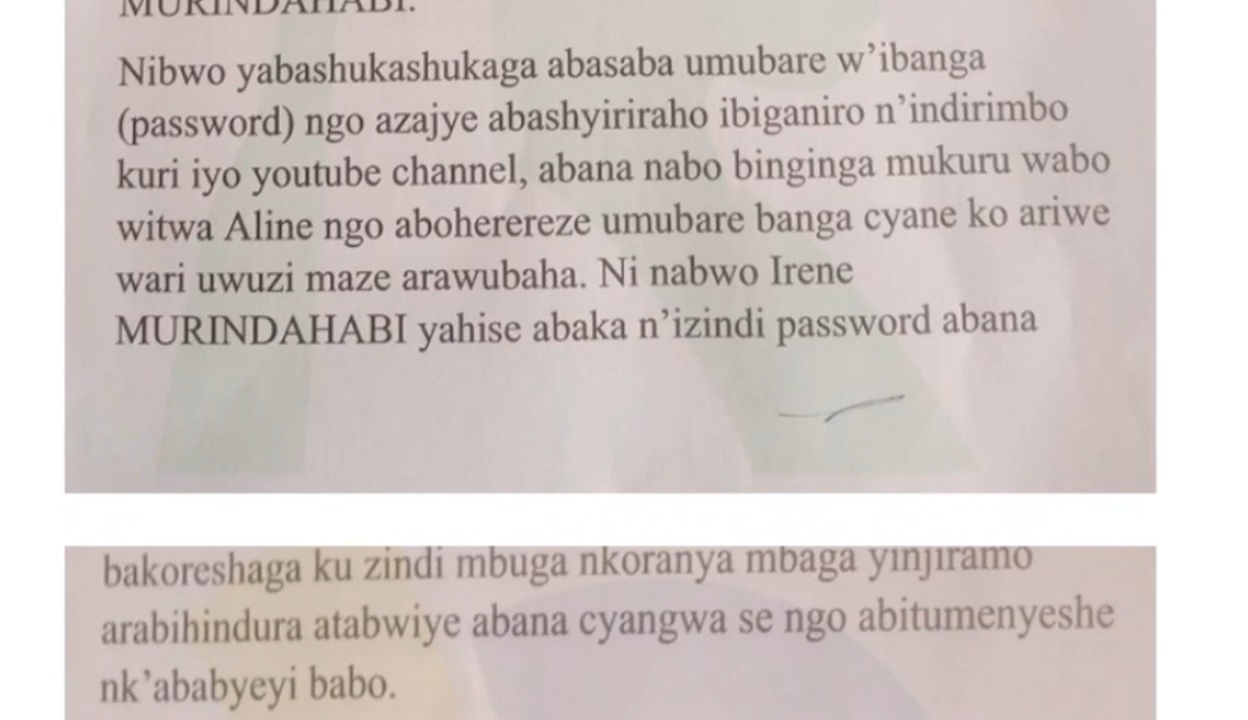 MURINDAHABI.
Nibwo yabashukashukaga abasaba umubare w’ibanga
(password) ngo azajye abashyiriraho ibiganiro n’indirimbo
kuri iyo youtube channel, abana nabo binginga mukuru wabo
witwa Aline ngo aboherereze umubare banga cyane ko ariwe
wari uwuzi maze arawubaha. Ni nabwo Irene
MURINDAHABI yahise abaka n’izindi password abana
bakoreshaga ku zindi mbuga nkoranya mbaga yinjiramo
arabihindura atabwiye abana cyangwa se ngo abitumenyeshe
nk’ababyeyi babo.